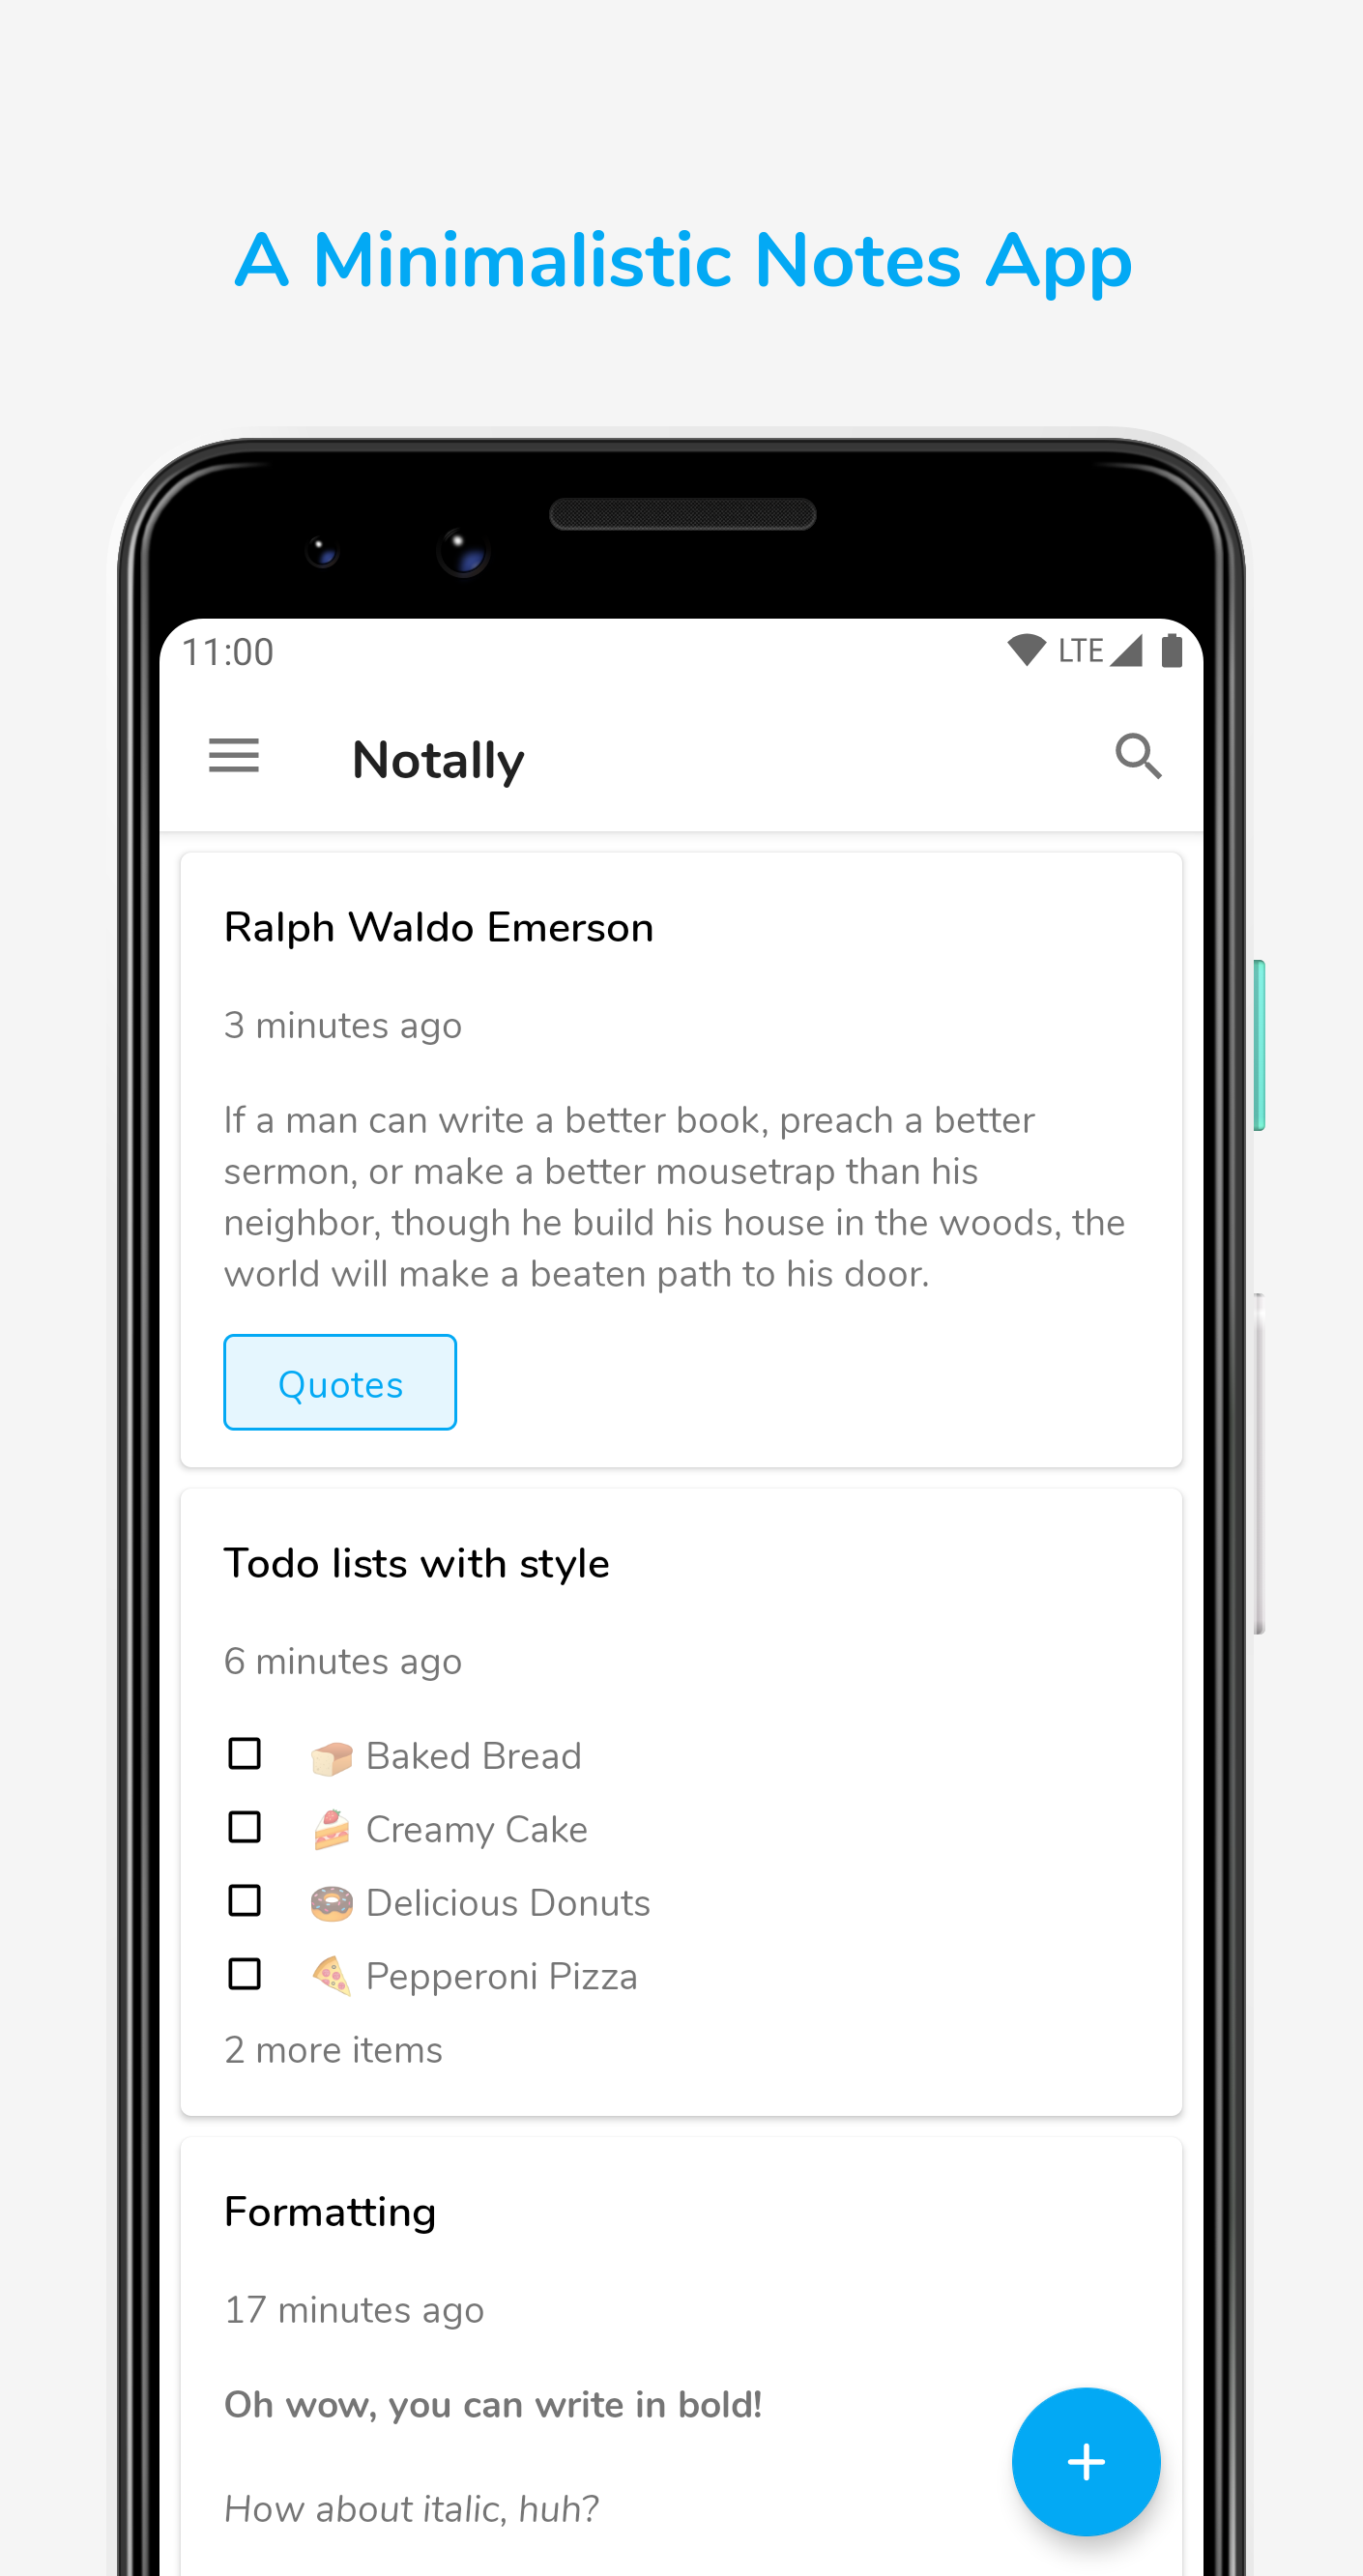 A Minimalistic Notes App
11:00
LTE
Notally
Ralph Waldo Emerson
3 minutes ago
If a man can write a better book, preach a better
sermon, or make a better mousetrap than his
neighbor, though he build his house in the woods, the
world will make a beaten path to his door.
Quotes
Todo lists with style
6 minutes ago
🍞 Baked Bread
🍰 Creamy Cake
🍩 Delicious Donuts
🍕 Pepperoni Pizza
2 more items
Formatting
17 minutes ago
Oh wow, you can write in bold!
How about italic, huh?